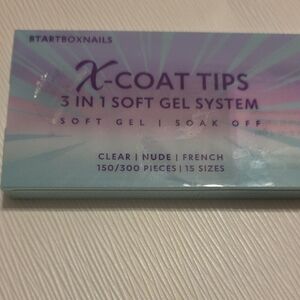 BTARTBOXNAILS
X-COAT TIPS
3 IN 1 SOFT GEL SYSTEM
SOFT GEL | SOAK OFF
CLEAR | NUDE | FRENCH
150/300 PIECES | 15 SIZES